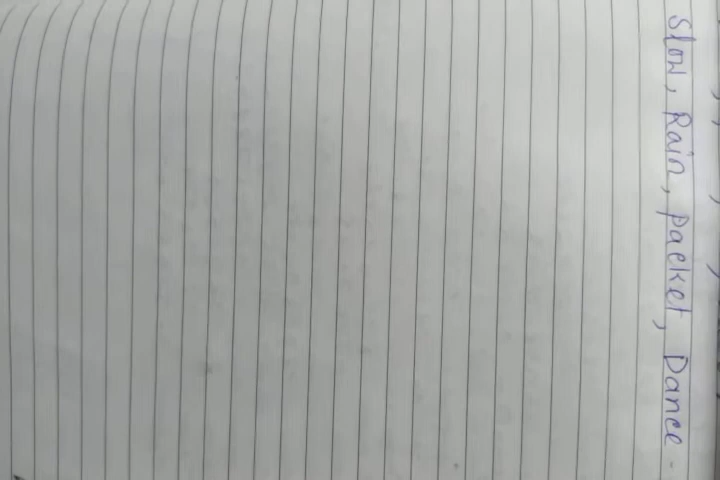 Slow, Rain, packet, Dance -